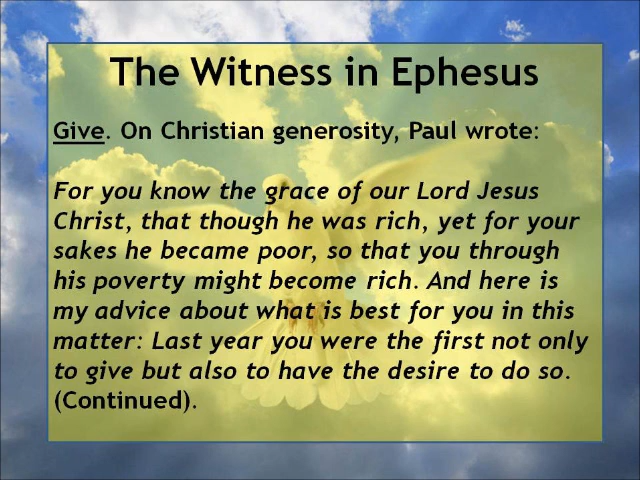 The Witness in Ephesus
Give. On Christian generosity, Paul wrote:
For you know the grace of our Lord Jesus
Christ, that though he was rich, yet for your
sakes he became poor, so that you through
his poverty might become rich. And here is
my advice about what is best for you in this
matter: Last year you were the first not only
to give but also to have the desire to do so.
(Continued).